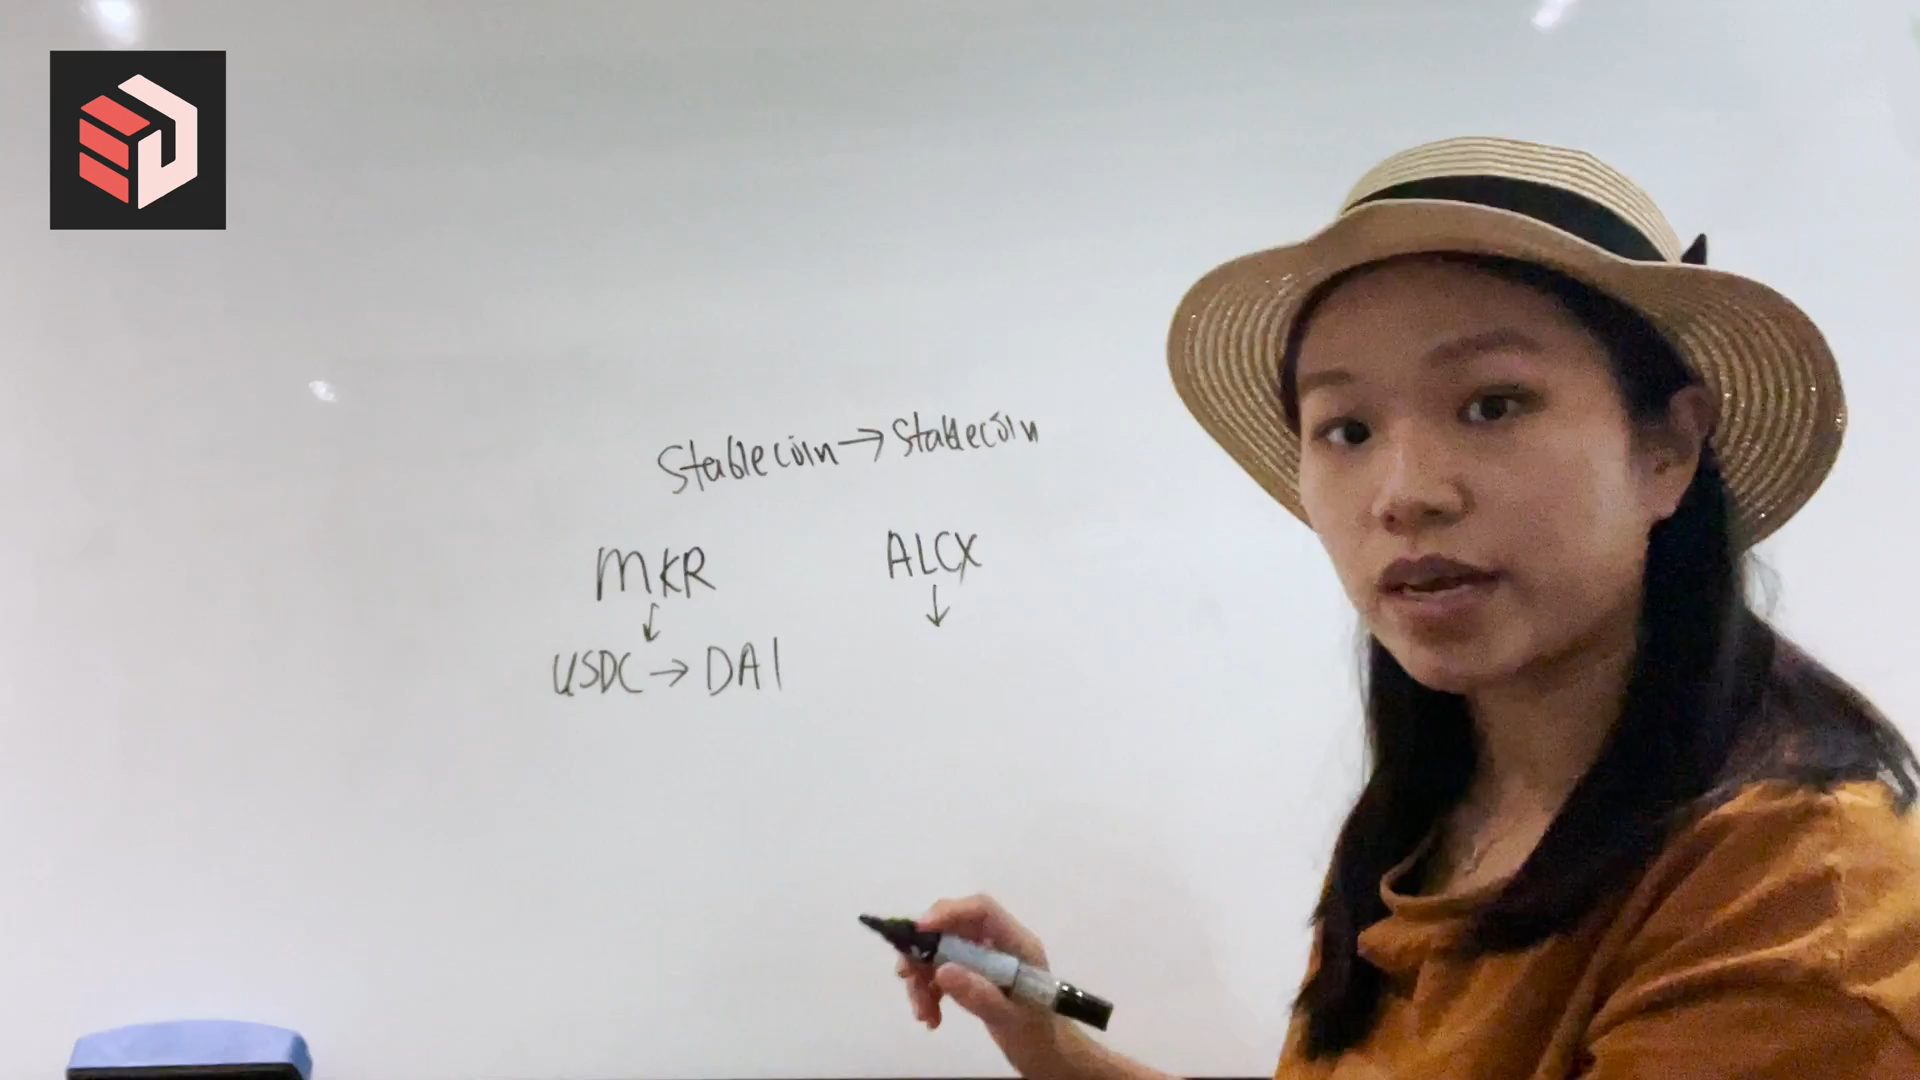 Stablecoin → Stablecoin
MKR ALCX
↓ ↓
USDC → DAI